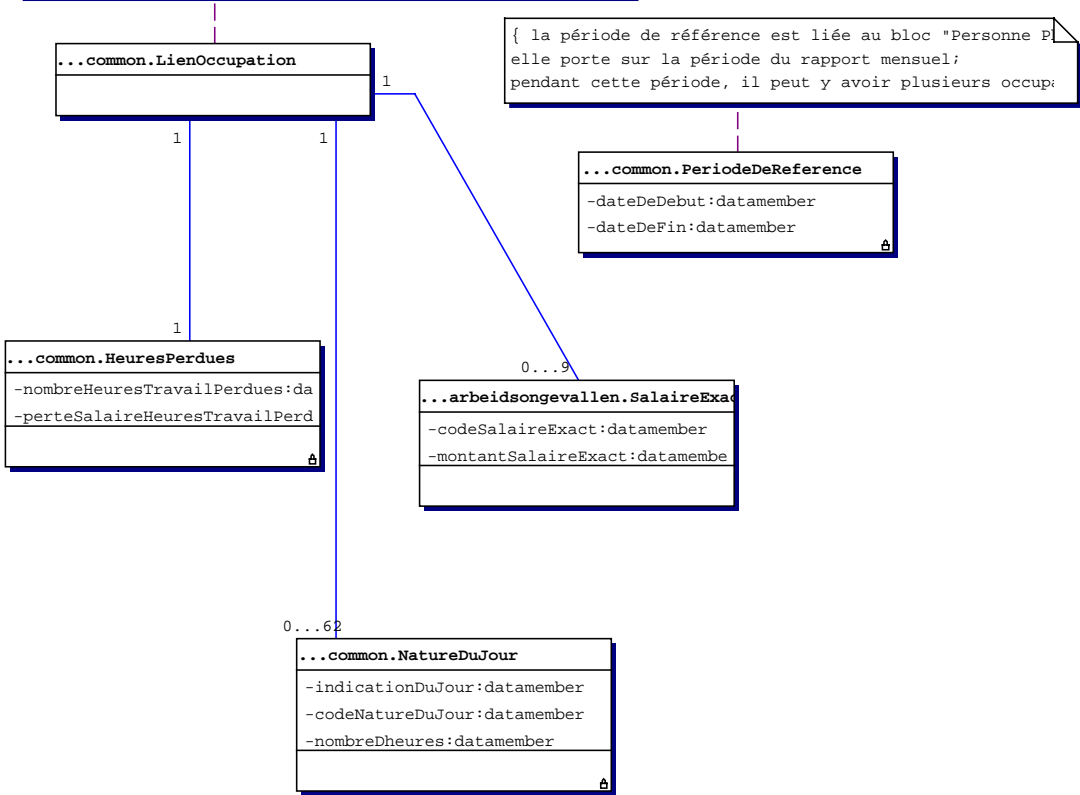 ...common.LienOccupation
{ la période de référence est liée au bloc "Personne
elle porte sur la période du rapport mensuel;
pendant cette période, il peut y avoir plusieurs
1
1
1
...common.PeriodeDeReference
-dateDeDebut:datamember
-dateDeFin:datamember
1
...common.HeuresPerdues
-nombreHeuresTravailPerdues:da
-perteSalaireHeuresTravailPerd
0...9
...arbeidsongevallen.SalaireExac
-codeSalaireExact:datamember
-montantSalaireExact:datamembe
0...62
...common.NatureDuJour
-indicationDuJour:datamember
-codeNatureDuJour:datamember
-nombreDheures:datamember